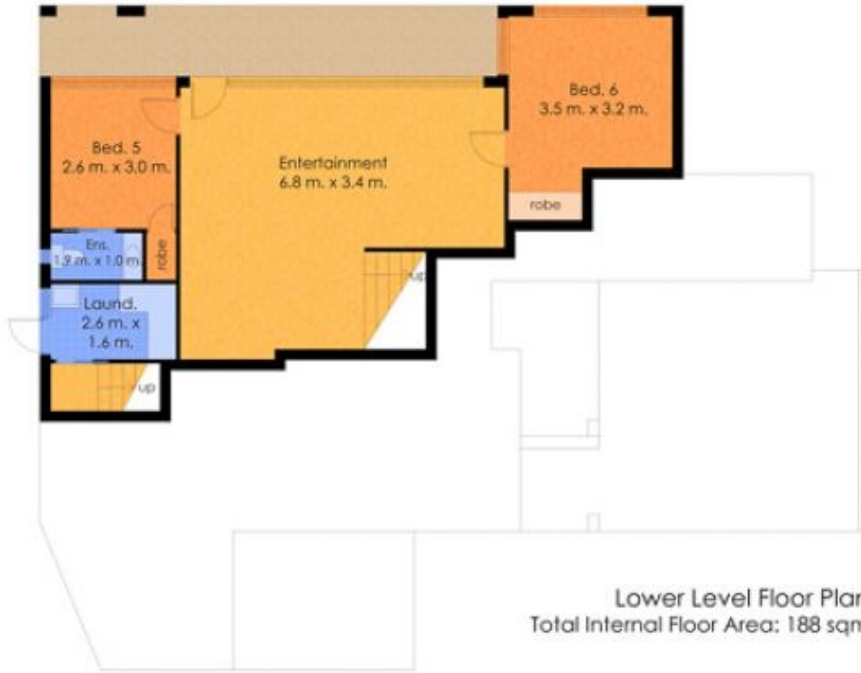 Bed. 6
3.5 m. x 3.2 m.
Bed. 5
2.6 m. x 3.0 m.
Entertainment
6.8 m. x 3.4 m.
robe
Ens.
1.9 m. x 1.0 m.
robe
up
Laund.
2.6 m. x
1.6 m.
up
Lower Level Floor Plan
Total Internal Floor Area: 188 sqm